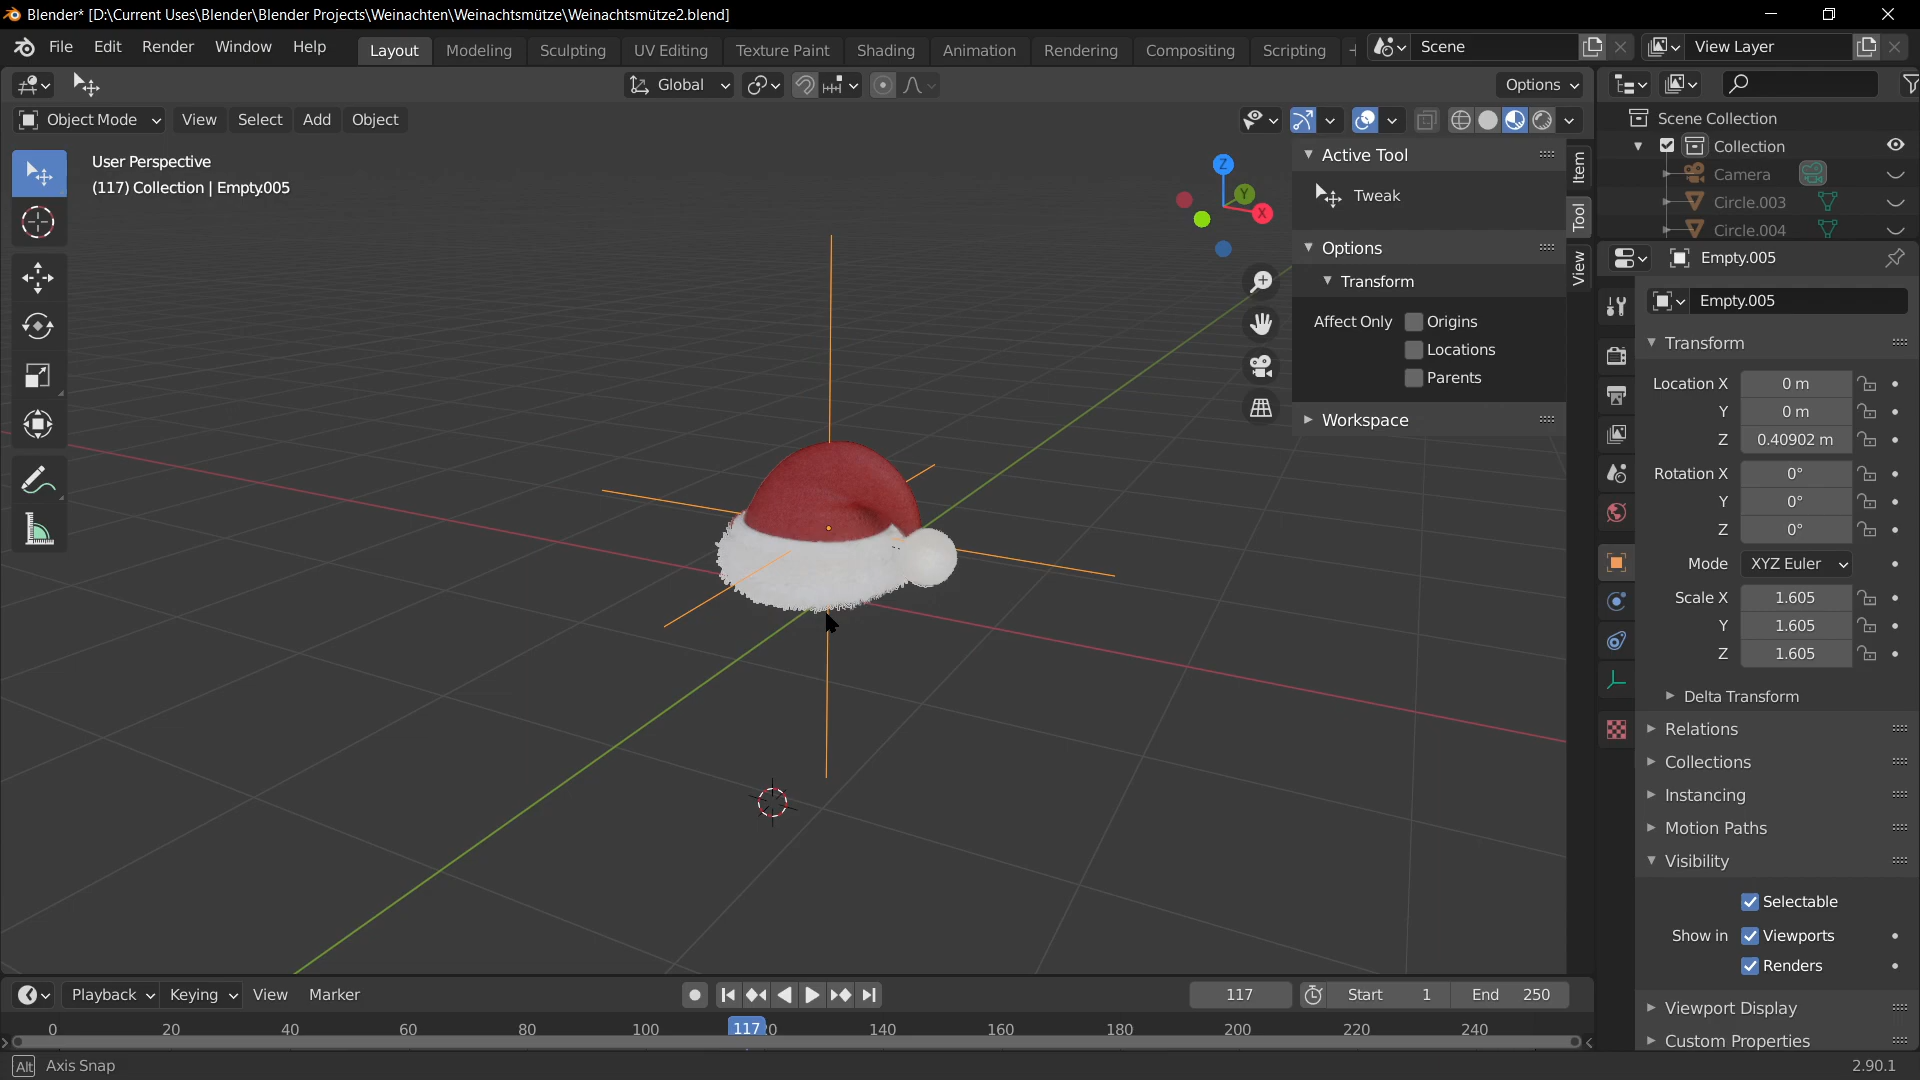 Blender* [D:\Current Uses\Blender\Blender Projects\Weinachten\Weinachtsmütze\Weinachtsmütze2.blend]
File Edit Render Window Help
Layout Modeling Sculpting UV Editing Texture Paint Shading Animation Rendering Compositing Scripting
Scene
View Layer
Global
Options
Object Mode View Select Add Object
User Perspective
(117) Collection | Empty.005
Z
Y
X
Active Tool
Tweak
Options
Transform
Affect Only Origins
Locations
Parents
Workspace
Item
Tool
View
Scene Collection
Collection
Camera
Circle.003
Circle.004
Empty.005
Empty.005
Transform
Location X 0 m
Y 0 m
Z 0.40902 m
Rotation X 0°
Y 0°
Z 0°
Mode XYZ Euler
Scale X 1.605
Y 1.605
Z 1.605
Delta Transform
Relations
Collections
Instancing
Motion Paths
Visibility
Selectable
Show in Viewports
Renders
Viewport Display
Custom Properties
Playback Keying View Marker
117
Start 1
End 250
0 20 40 60 80 100 117 140 160 180 200 220 240
Alt Axis Snap
2.90.1